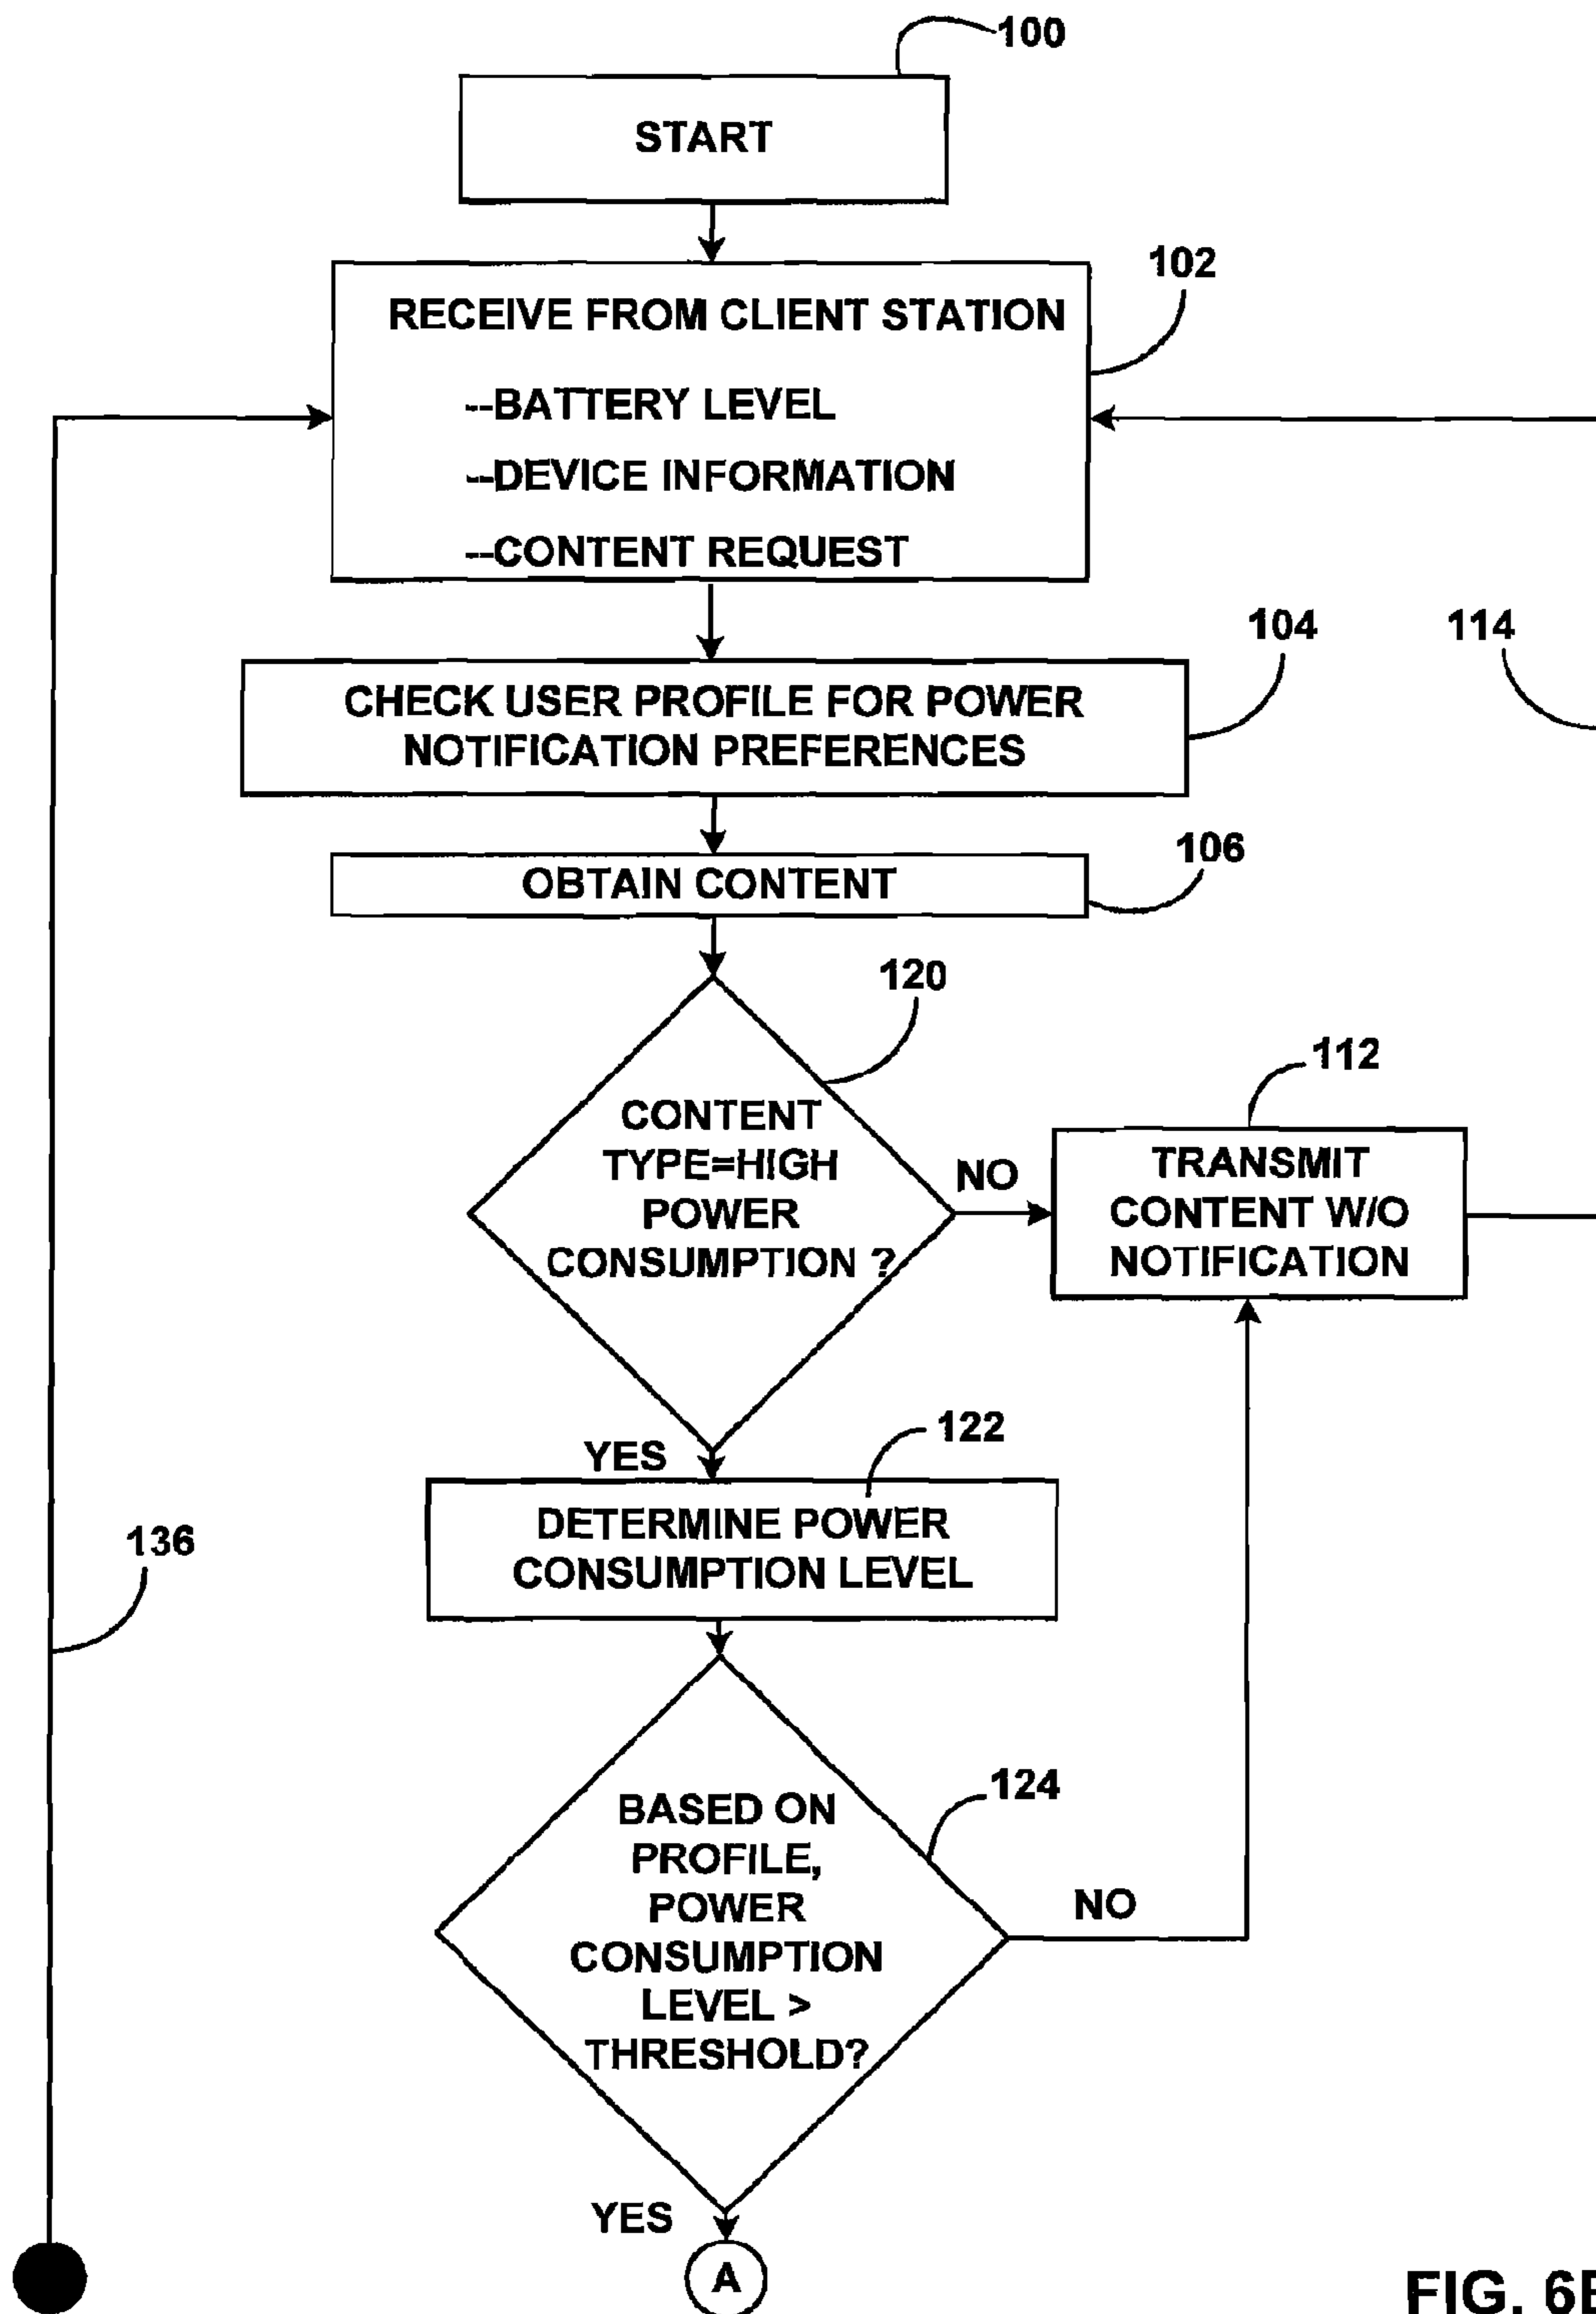 100
START
102
RECEIVE FROM CLIENT STATION
--BATTERY LEVEL
--DEVICE INFORMATION
--CONTENT REQUEST
104
114
CHECK USER PROFILE FOR POWER
NOTIFICATION PREFERENCES
106
OBTAIN CONTENT
120
CONTENT
TYPE=HIGH
POWER
CONSUMPTION ?
NO
112
TRANSMIT
CONTENT W/O
NOTIFICATION
YES
122
DETERMINE POWER
CONSUMPTION LEVEL
136
124
BASED ON
PROFILE,
POWER
CONSUMPTION
LEVEL >
THRESHOLD?
NO
YES
A
FIG. 6B